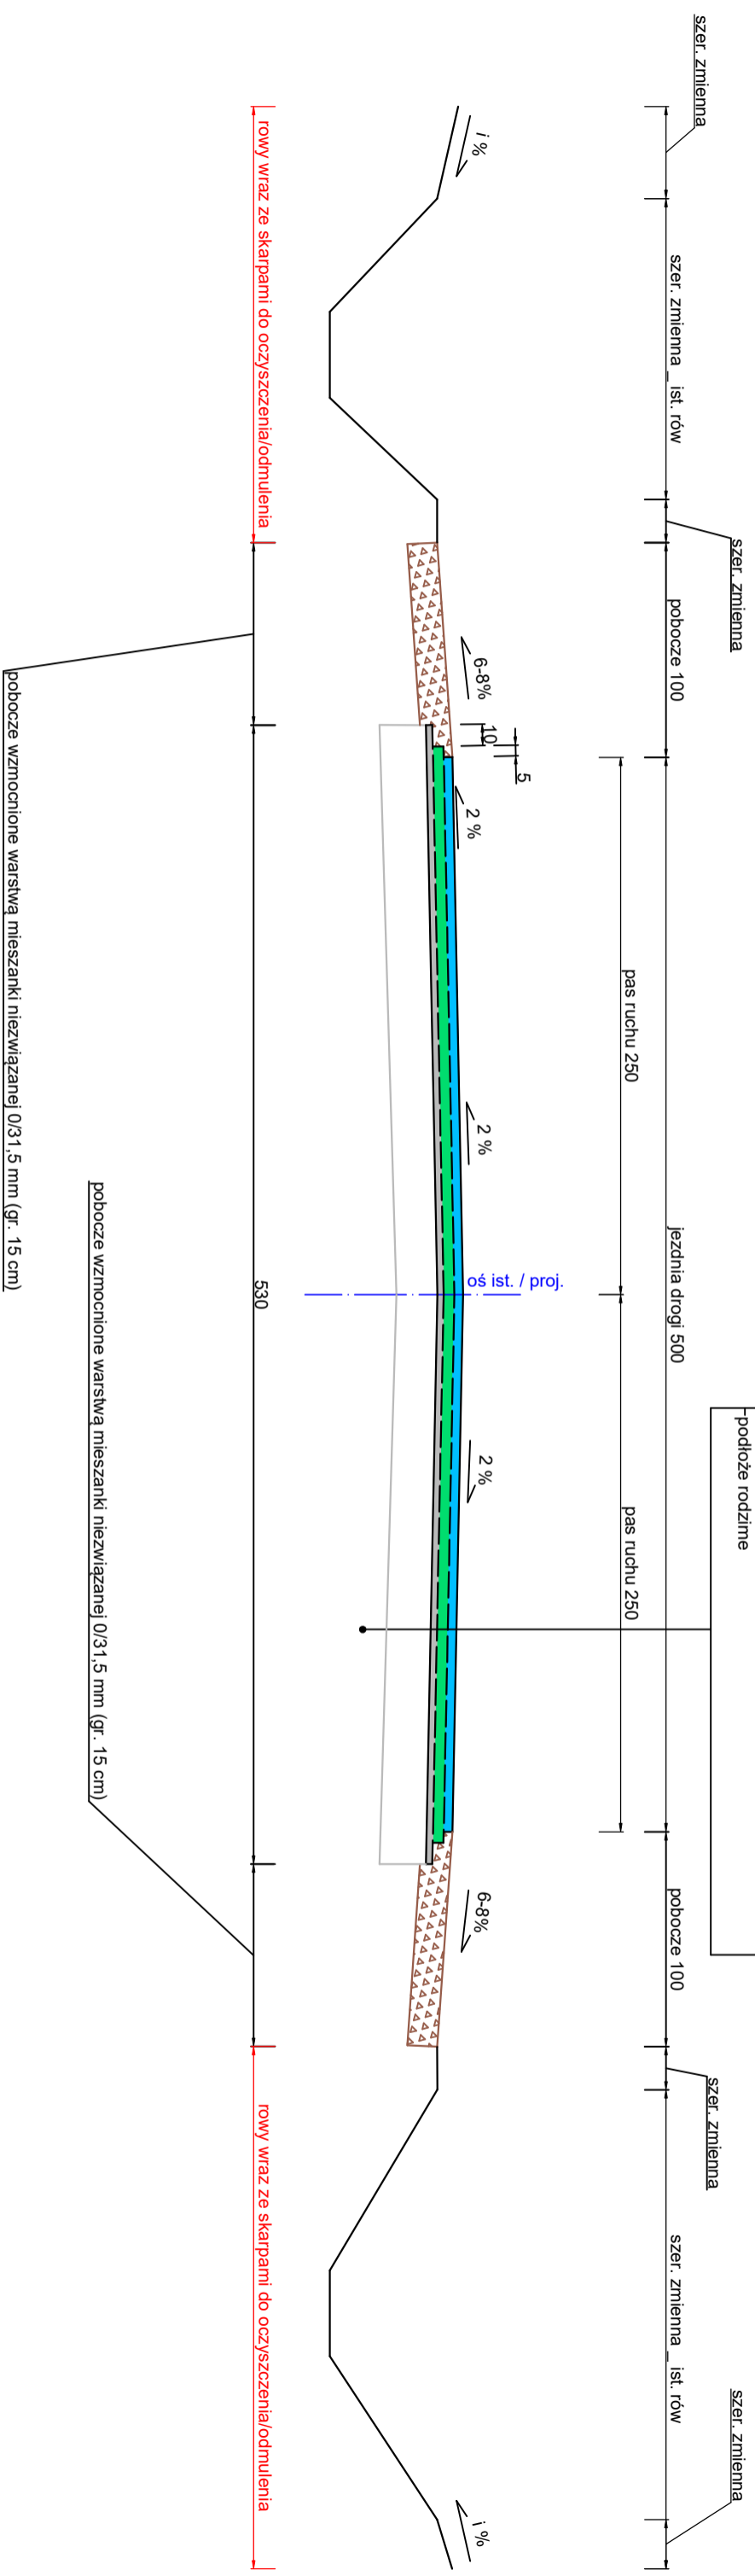 szer. zmienna
szer. zmienna _ ist. rów
szer. zmienna
pobocze 100
jezdnia drogi 500
pobocze 100
szer. zmienna
szer. zmienna _ ist. rów
szer. zmienna
-podłoże rodzime
pas ruchu 250
pas ruchu 250
i %
6-8%
10
5
2 %
2 %
oś ist. / proj.
2 %
6-8%
i %
rowy wraz ze skarpami do oczyszczenia/odmulenia
530
rowy wraz ze skarpami do oczyszczenia/odmulenia
pobocze wzmocnione warstwą mieszanki niezwiązanej 0/31,5 mm (gr. 15 cm)
pobocze wzmocnione warstwą mieszanki niezwiązanej 0/31,5 mm (gr. 15 cm)